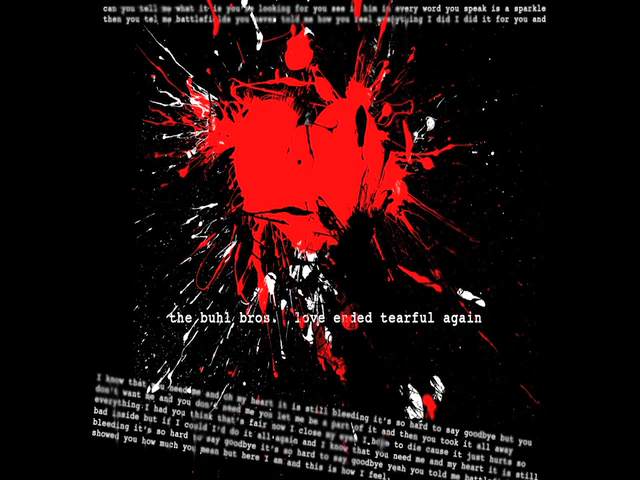 can you tell me what it is you're looking for you see in him in every word you speak is a sparkle
then you tel me battlefields you loves told me how you feel everything I did I did it for you and
the buhl bros. love ended tearful again
I know that you need me and oh my heart it is still bleeding it's so hard to say goodbye but you
don't want me and you don't need me you let me be a part of it and then you took it all away
everything I had you think that's fair now I close my eyes I hope to die cause it just hurts so
bad inside but if I could I'd do it all again and I know that you need me and my heart it is still
bleeding it's so hard to say goodbye it's so hard to say goodbye yeah you told me
showed you how much you mean but here I am and this is how I feel.